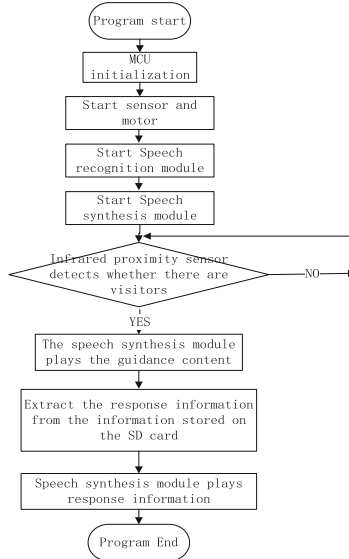 Program start
MCU
initialization
Start sensor and
motor
Start Speech
recognition module
Start Speech
synthesis module
Infrared proximity sensor
detects whether there are
visitors
NO
YES
The speech synthesis module
plays the guidance content
Extract the response information
from the information stored on
the SD card
Speech synthesis module plays
response information
Program End